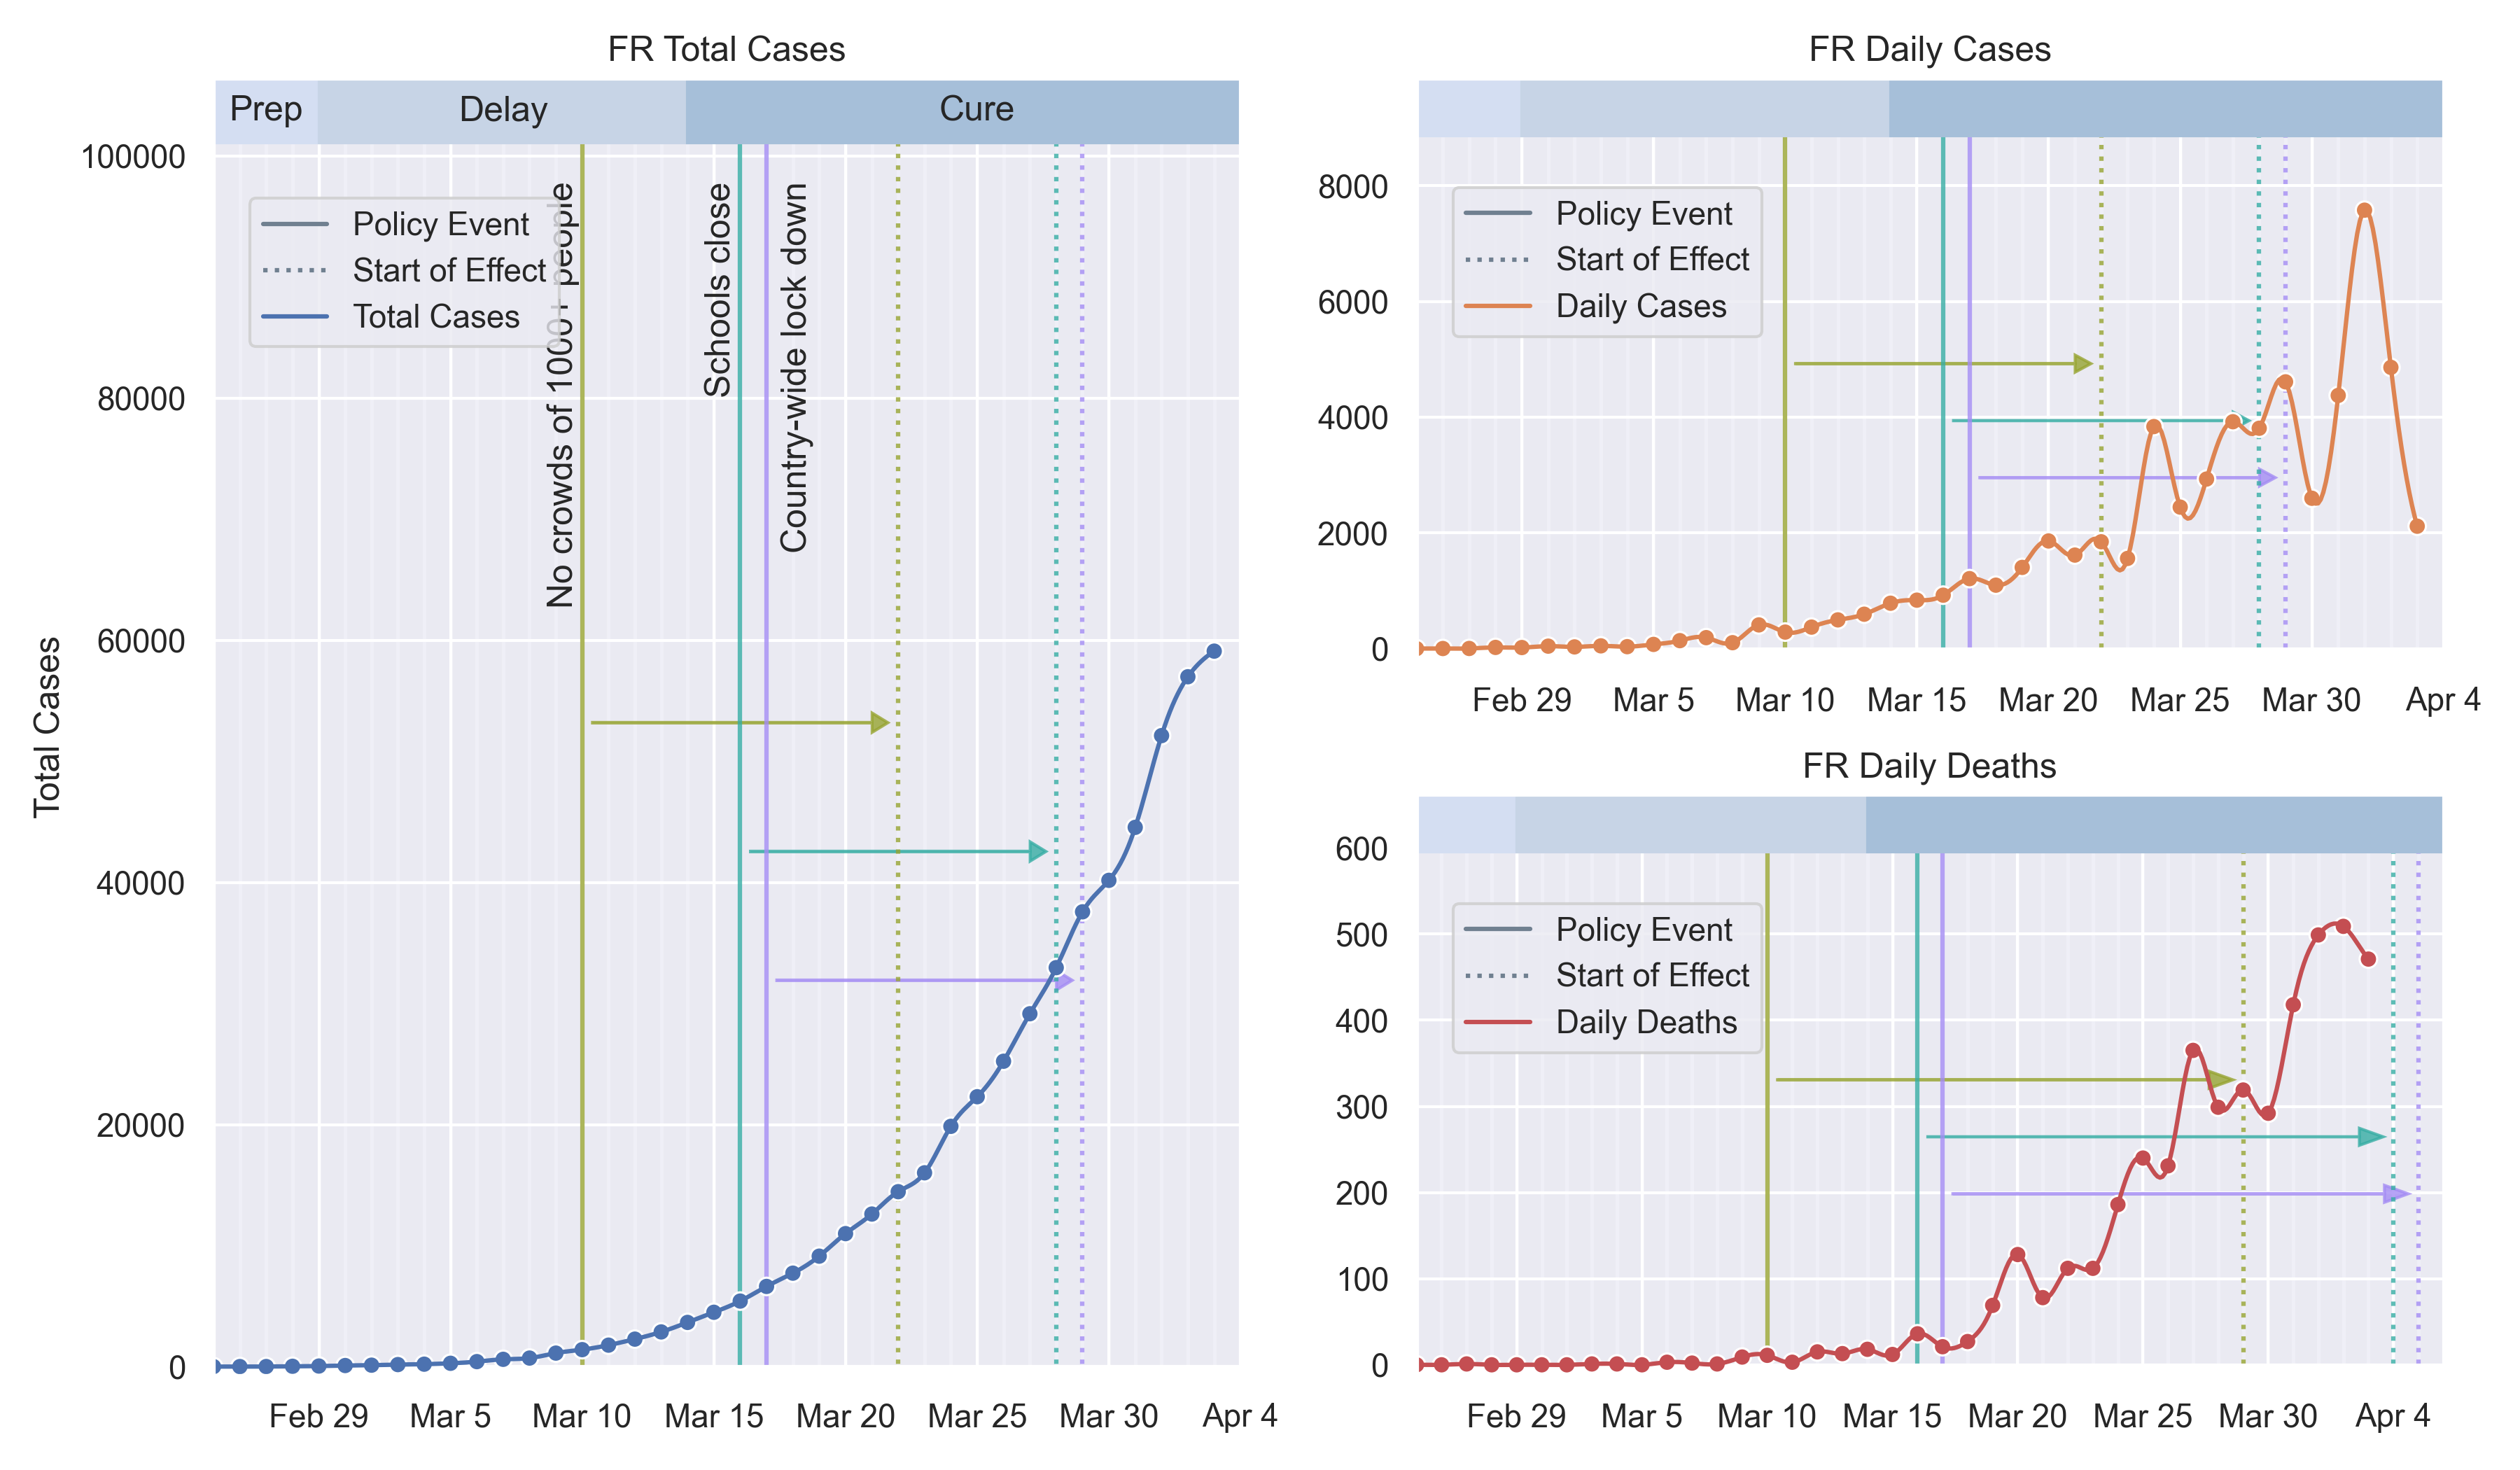 FR Total Cases
Prep
Delay
Cure
100000
80000
60000
40000
20000
0
Total Cases
Policy Event
Start of Effect
Total Cases
No crowds of 1000+ people
Schools close
Country-wide lock down
Feb 29
Mar 5
Mar 10
Mar 15
Mar 20
Mar 25
Mar 30
Apr 4
FR Daily Cases
8000
6000
4000
2000
0
Policy Event
Start of Effect
Daily Cases
Feb 29
Mar 5
Mar 10
Mar 15
Mar 20
Mar 25
Mar 30
Apr 4
FR Daily Deaths
600
500
400
300
200
100
0
Policy Event
Start of Effect
Daily Deaths
Feb 29
Mar 5
Mar 10
Mar 15
Mar 20
Mar 25
Mar 30
Apr 4